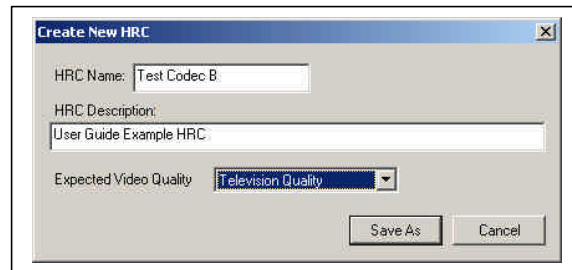 Create New HRC
HRC Name: Test Codec B
HRC Description:
User Guide Example HRC
Expected Video Quality Television Quality
Save As Cancel